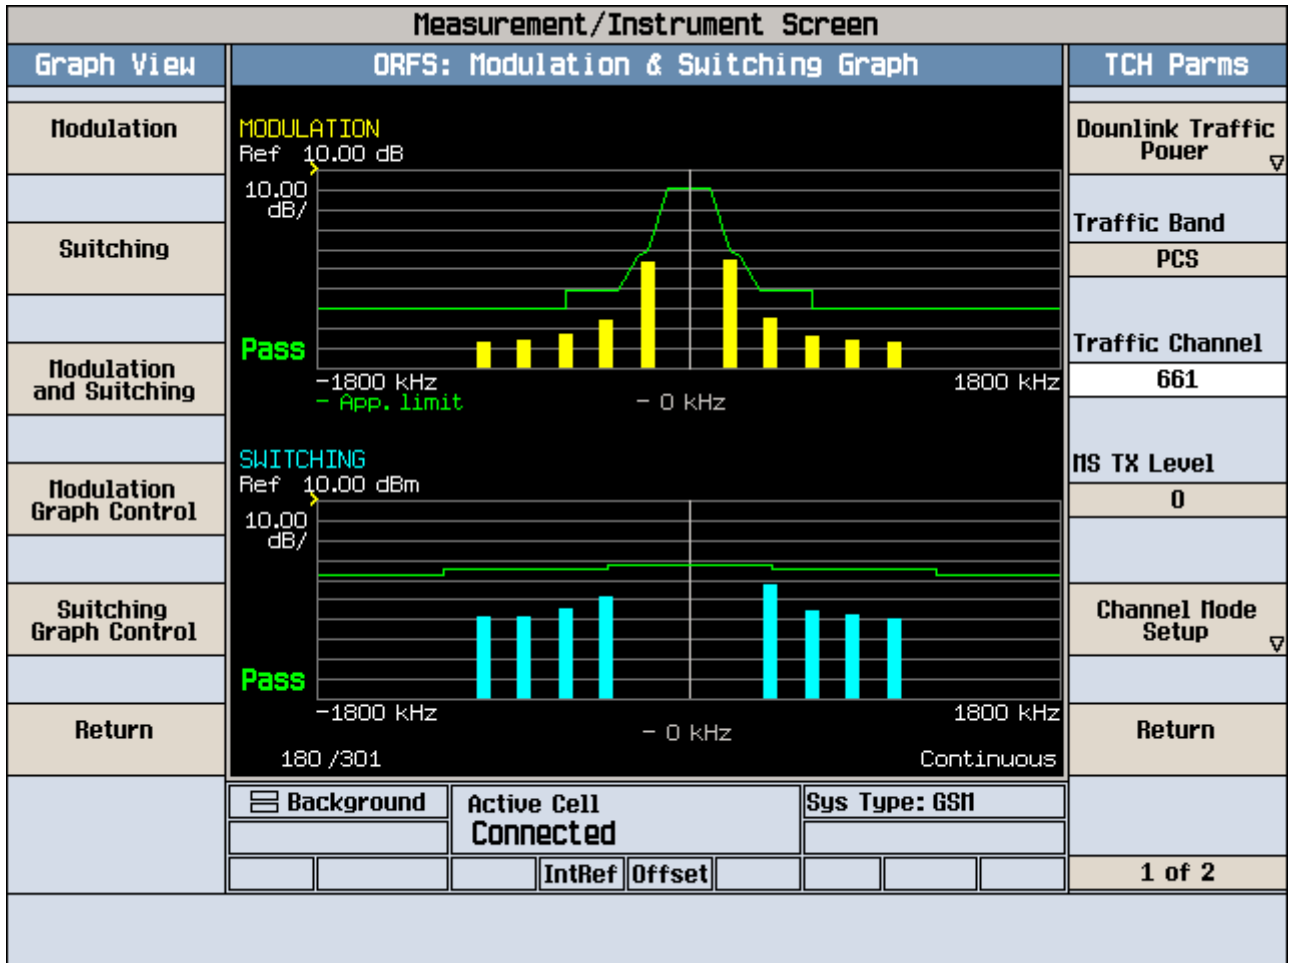 Measurement/Instrument Screen
Graph View
ORFS: Modulation & Switching Graph
TCH Parms
Modulation
Switching
Modulation
and Switching
Modulation
Graph Control
Switching
Graph Control
Return
MODULATION
Ref 10.00 dB
10.00
dB/
Pass
-1800 kHz
1800 kHz
- App. limit
- 0 kHz
SWITCHING
Ref 10.00 dBm
10.00
dB/
Pass
-1800 kHz
1800 kHz
- 0 kHz
180 /301
Continuous
Downlink Traffic
Power
Traffic Band
PCS
Traffic Channel
661
MS TX Level
0
Channel Mode
Setup
Return
1 of 2
Background
Active Cell
Connected
Sys Type: GSM
IntRef
Offset